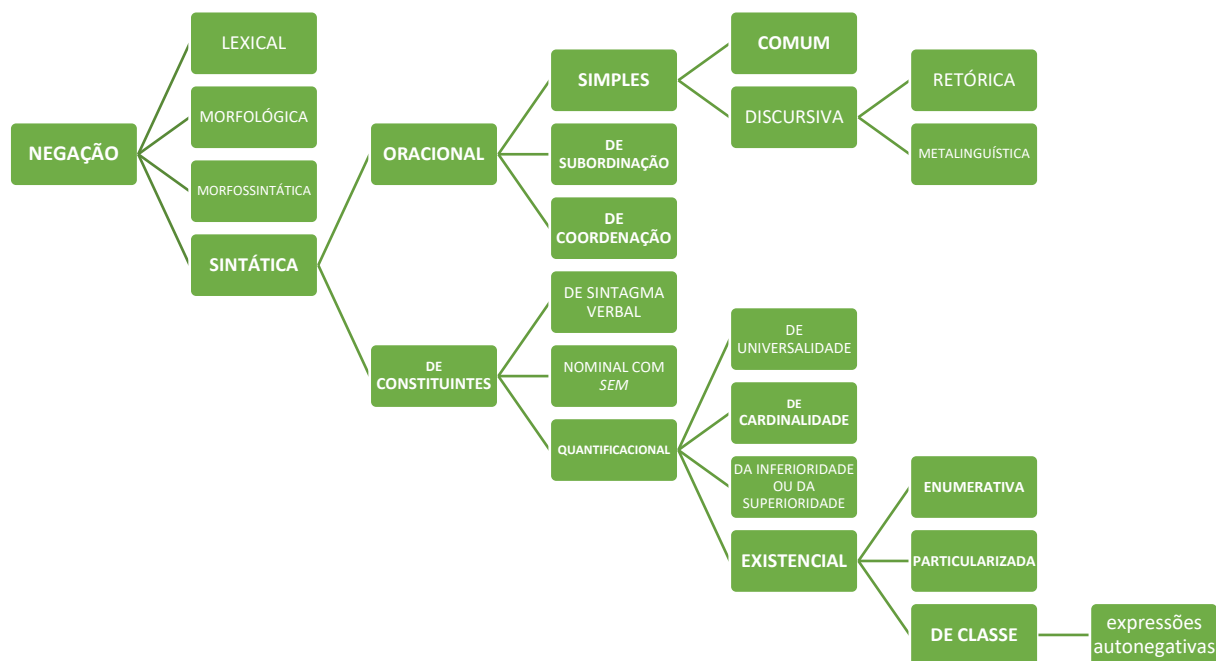 NEGAÇÃO
LEXICAL
MORFOLÓGICA
MORFOSSINTÁTICA
SINTÁTICA
ORACIONAL
SIMPLES
COMUM
DISCURSIVA
RETÓRICA
METALINGUÍSTICA
DE
SUBORDINAÇÃO
DE
COORDENAÇÃO
DE
CONSTITUINTES
DE SINTAGMA
VERBAL
NOMINAL COM
SEM
QUANTIFICACIONAL
DE
UNIVERSALIDADE
DE
CARDINALIDADE
DA INFERIORIDADE
OU DA
SUPERIORIDADE
EXISTENCIAL
ENUMERATIVA
PARTICULARIZADA
DE CLASSE
expressões
autonegativas